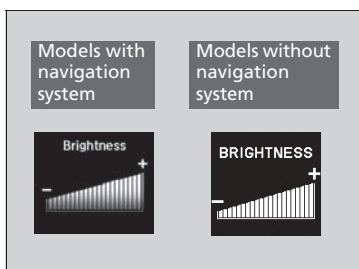 Models with
navigation
system
Models without
navigation
system
Brightness
+
−
BRIGHTNESS
+
−